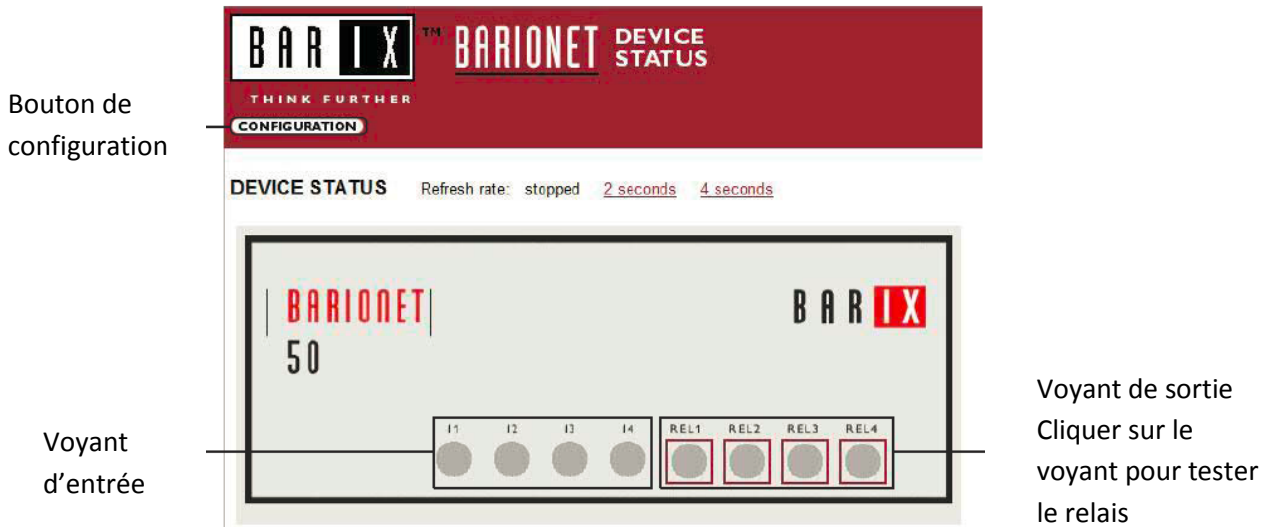 BARIX™ BARIONET DEVICE STATUS
THINK FURTHER
CONFIGURATION
Bouton de
configuration
DEVICE STATUS Refresh rate: stopped 2 seconds 4 seconds
BARIONET
50
BARIX
I1 I2 I3 I4 REL1 REL2 REL3 REL4
Voyant
d’entrée
Voyant de sortie
Cliquer sur le
voyant pour tester
le relais